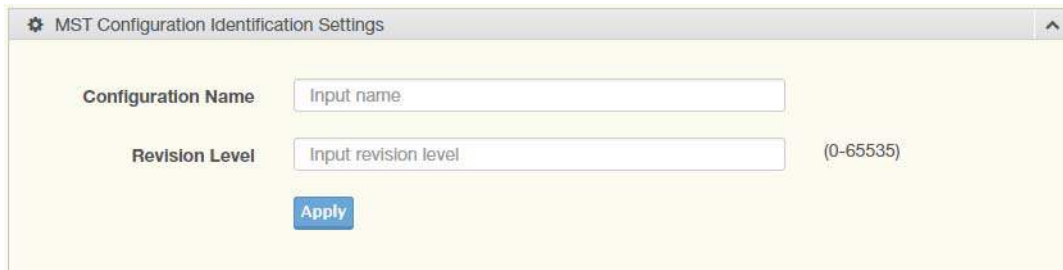 MST Configuration Identification Settings
Configuration Name Input name
Revision Level Input revision level (0-65535)
Apply